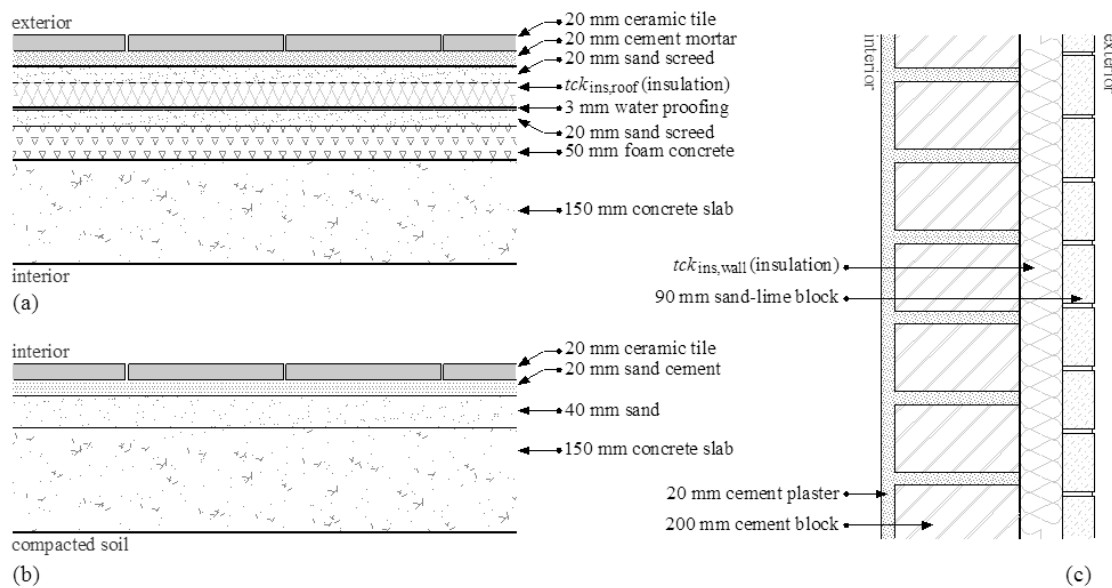 exterior
20 mm ceramic tile
20 mm cement mortar
20 mm sand screed
tck_ins,roof (insulation)
3 mm water proofing
20 mm sand screed
50 mm foam concrete
150 mm concrete slab
interior
(a)
interior
20 mm ceramic tile
20 mm sand cement
40 mm sand
150 mm concrete slab
compacted soil
(b)
interior
exterior
tck_ins,wall (insulation)
90 mm sand-lime block
20 mm cement plaster
200 mm cement block
(c)